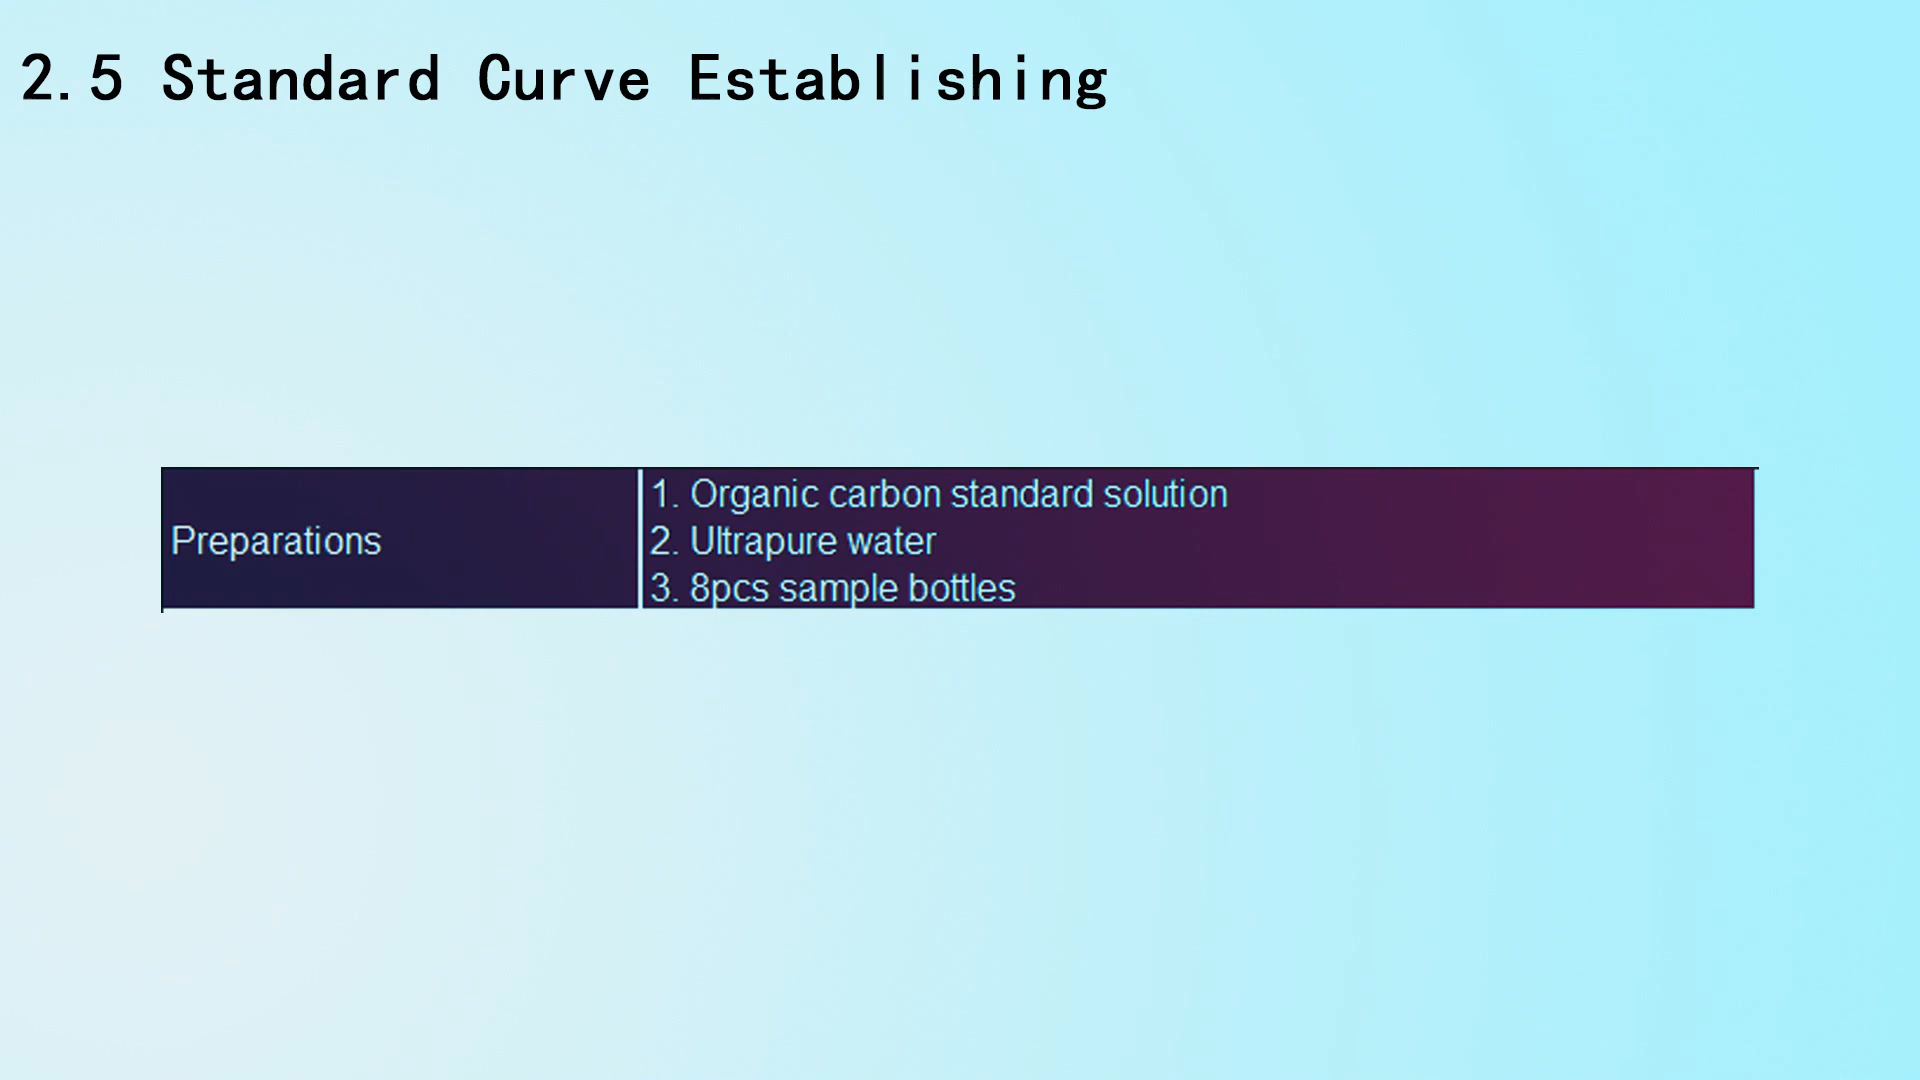 2.5 Standard Curve Establishing
Preparations
1. Organic carbon standard solution
2. Ultrapure water
3. 8pcs sample bottles